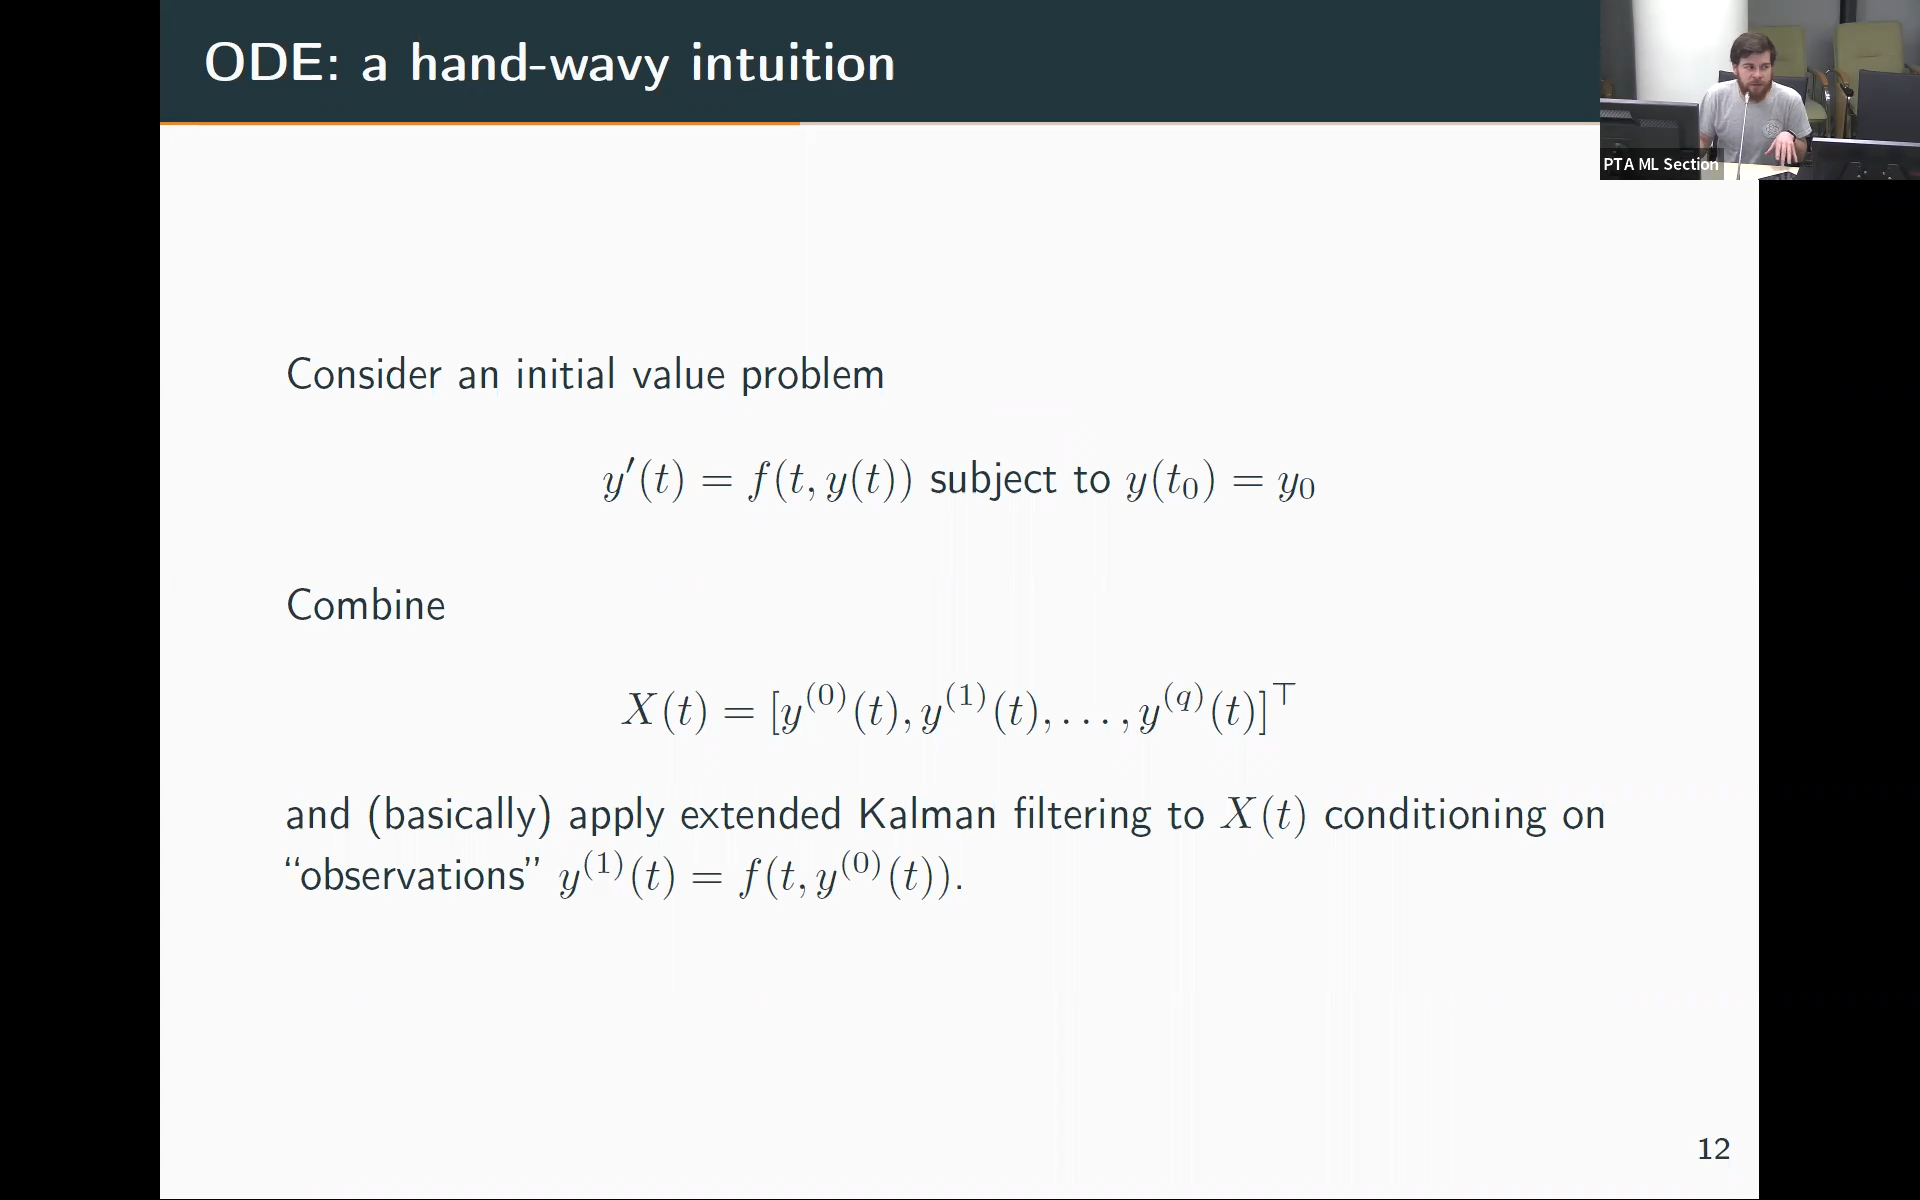 ODE: a hand-wavy intuition
PTA ML Section
Consider an initial value problem
y′(t) = f(t, y(t)) subject to y(t₀) = y₀
Combine
X(t) = [y⁽⁰⁾(t), y⁽¹⁾(t), . . . , y⁽q⁾(t)]⊤
and (basically) apply extended Kalman filtering to X(t) conditioning on
“observations” y⁽¹⁾(t) = f(t, y⁽⁰⁾(t)).
12